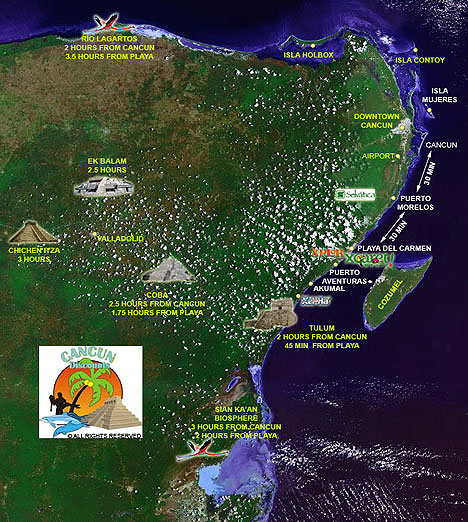 RIO LAGARTOS
2 HOURS FROM CANCUN
3.5 HOURS FROM PLAYA
ISLA HOLBOX
ISLA CONTOY
ISLA
MUJERES
DOWNTOWN
CANCUN
CANCUN
AIRPORT
30 MIN
EK BALAM
2.5 HOURS
Selvática
PUERTO
MORELOS
30 MIN
CHICHEN ITZA
3 HOURS
VALLADOLID
PLAYA DEL CARMEN
xcaret
PUERTO
AVENTURAS
AKUMAL
COZUMEL
COBA
2.5 HOURS FROM CANCUN
1.75 HOURS FROM PLAYA
TULUM
2 HOURS FROM CANCUN
45 MIN FROM PLAYA
CANCUN
Discounts
© ALL RIGHTS RESERVED
SIAN KA'AN
BIOSPHERE
3 HOURS FROM CANCUN
2 HOURS FROM PLAYA